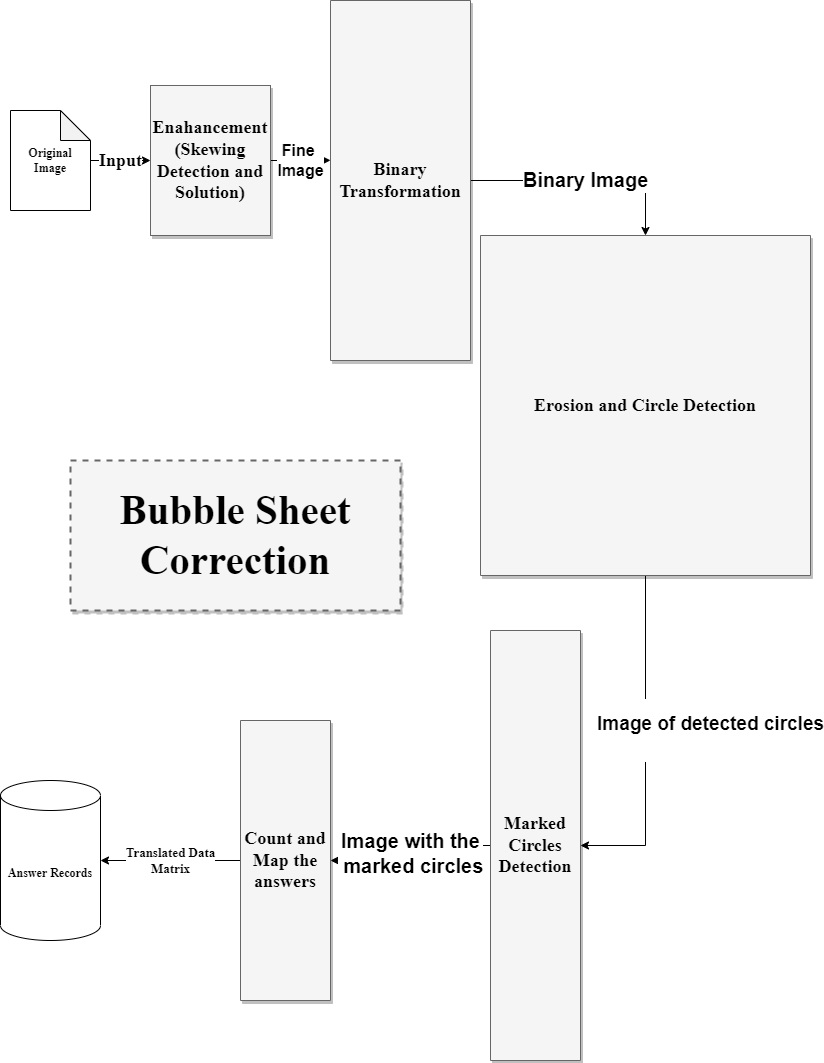 Original
Image
Input
Enahancement
(Skewing
Detection and
Solution)
Fine
Image
Binary
Transformation
Binary Image
Erosion and Circle Detection
Bubble Sheet
Correction
Image of detected circles
Marked
Circles
Detection
Image with the
marked circles
Count and
Map the
answers
Translated Data
Matrix
Answer Records